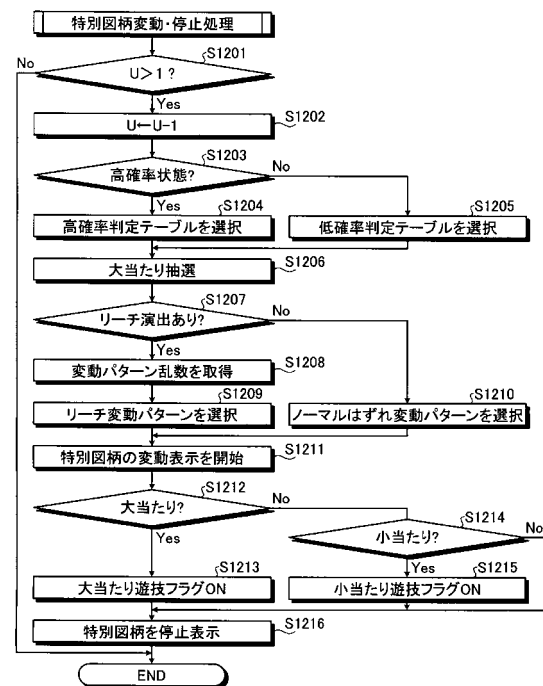 特別図柄変動・停止処理
S1201
No
U>1?
Yes
S1202
U←U-1
S1203
高確率状態?
No
Yes
S1204
高確率判定テーブルを選択
S1205
低確率判定テーブルを選択
S1206
大当たり抽選
S1207
リーチ演出あり?
No
Yes
S1208
変動パターン乱数を取得
S1209
リーチ変動パターンを選択
S1210
ノーマルはずれ変動パターンを選択
S1211
特別図柄の変動表示を開始
S1212
大当たり?
No
Yes
S1214
小当たり?
No
Yes
S1213
大当たり遊技フラグON
S1215
小当たり遊技フラグON
S1216
特別図柄を停止表示
END